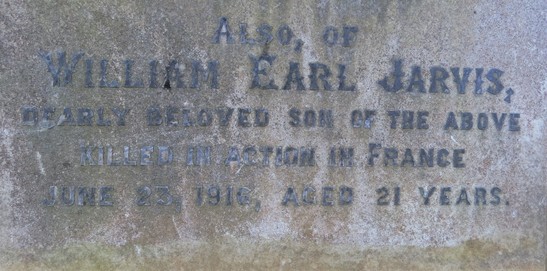 ALSO, OF
WILLIAM EARL JARVIS,
DEARLY BELOVED SON OF THE ABOVE
KILLED IN ACTION IN FRANCE
JUNE 23, 1916, AGED 21 YEARS.